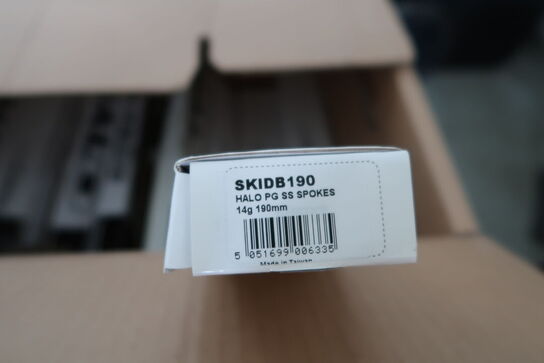 SKIDB190
HALO PG SS SPOKES
14g 190mm
5 051699 006335
Made in Taiwan